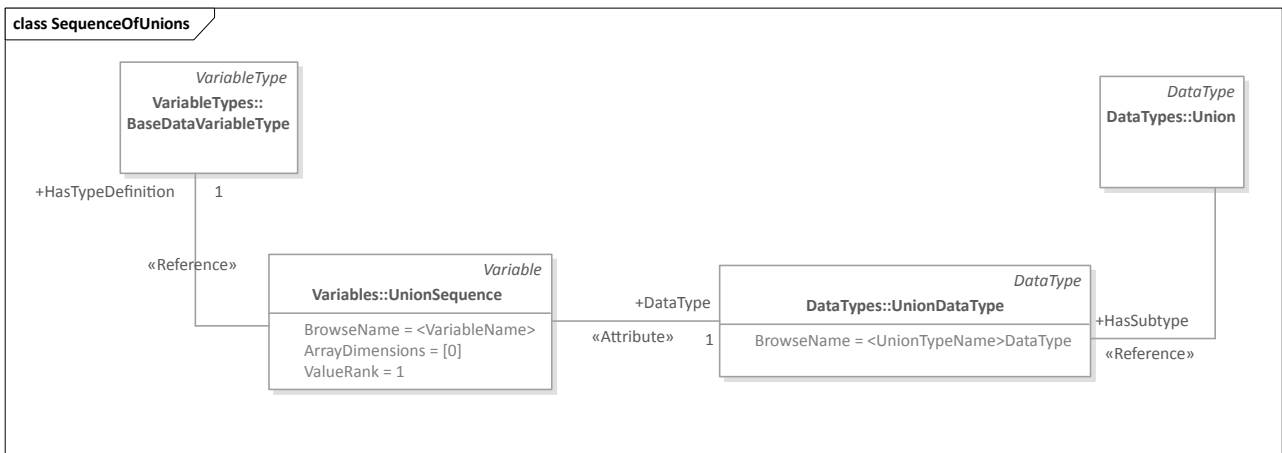 class SequenceOfUnions
VariableType
VariableTypes::
BaseDataVariableType
DataType
DataTypes::Union
+HasTypeDefinition
1
«Reference»
Variable
Variables::UnionSequence
BrowseName = <VariableName>
ArrayDimensions = [0]
ValueRank = 1
+DataType
«Attribute»
1
DataType
DataTypes::UnionDataType
BrowseName = <UnionTypeName>DataType
+HasSubtype
«Reference»